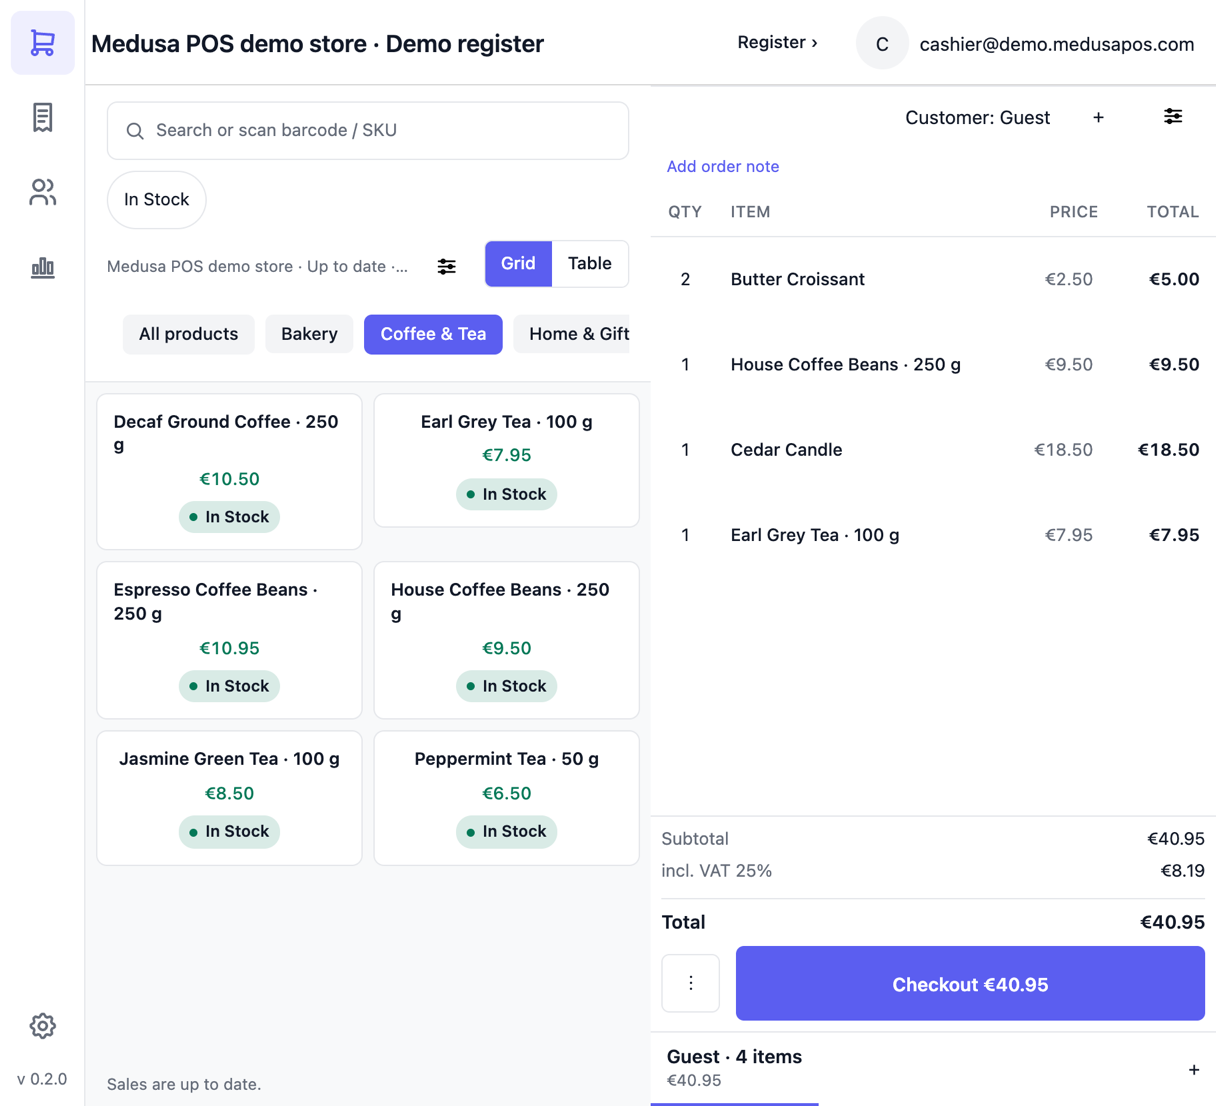 Medusa POS demo store · Demo register
Register ›
C
cashier@demo.medusapos.com
Search or scan barcode / SKU
In Stock
Medusa POS demo store · Up to date ·...
Grid
Table
All products
Bakery
Coffee & Tea
Home & Gift
Decaf Ground Coffee · 250
g
€10.50
In Stock
Earl Grey Tea · 100 g
€7.95
In Stock
Espresso Coffee Beans ·
250 g
€10.95
In Stock
House Coffee Beans · 250
g
€9.50
In Stock
Jasmine Green Tea · 100 g
€8.50
In Stock
Peppermint Tea · 50 g
€6.50
In Stock
Sales are up to date.
v 0.2.0
Customer: Guest
+
Add order note
QTY ITEM PRICE TOTAL
2 Butter Croissant €2.50 €5.00
1 House Coffee Beans · 250 g €9.50 €9.50
1 Cedar Candle €18.50 €18.50
1 Earl Grey Tea · 100 g €7.95 €7.95
Subtotal €40.95
incl. VAT 25% €8.19
Total €40.95
Checkout €40.95
Guest · 4 items
€40.95
+